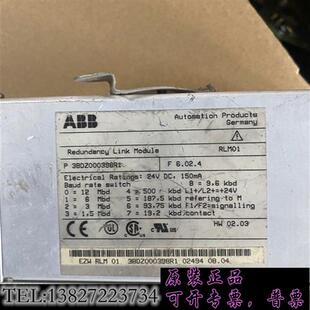 ABB
Automation Products
Germany
Redundancy Link Module RLM01
P 3BDZ000398R1 F 6.02.4
Electrical Ratings: 24V DC, 150mA
Baud rate switch 8 = 9.6 kbd
0 = 12 Mbd 4 = 500 kbd L1+/L2+=+24V
1 = 6 Mbd 5 = 187.5 kbd refering to M
2 = 3 Mbd 6 = 93.75 kbd F1/F2=signalling
3 = 1.5 Mbd 7 = 19.2 kbd/contact
HW 02.03
EZW RLM 01 3BDZ000398R1 02494 08.04.
TEL:13827223734
原装正品
可开专票，普票